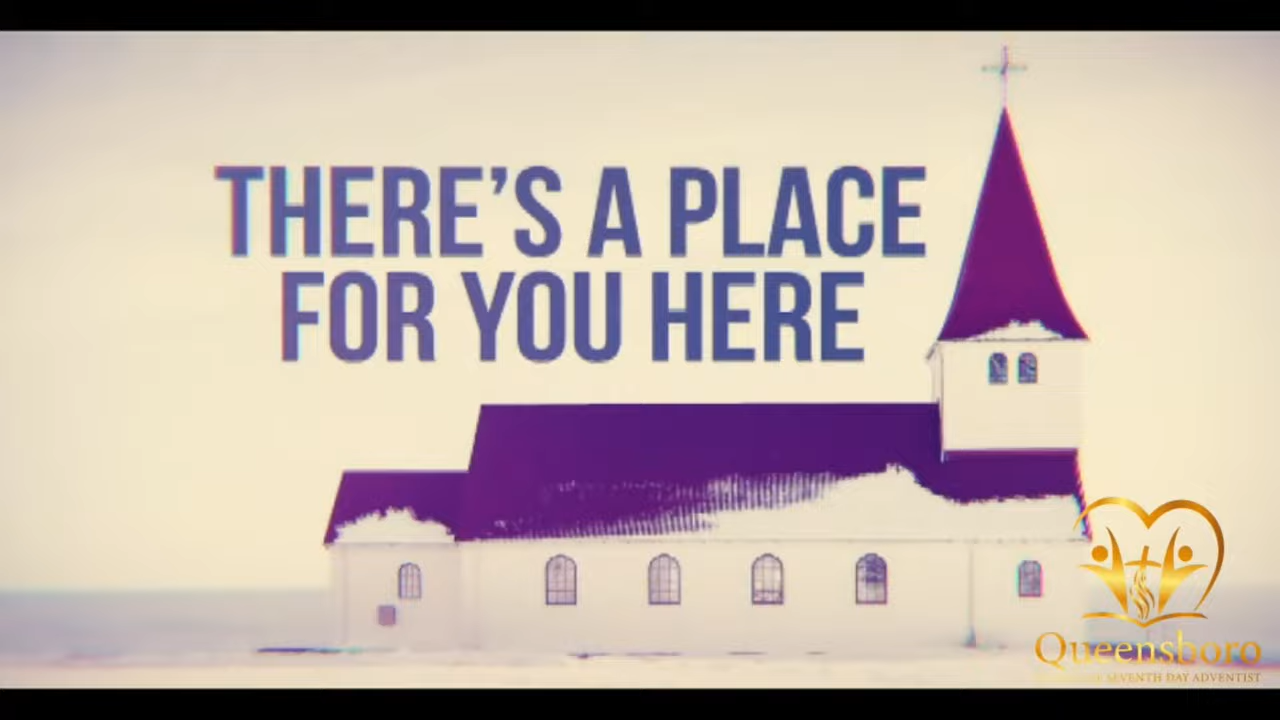 THERE'S A PLACE
FOR YOU HERE
Queensboro
SEVENTH DAY ADVENTIST